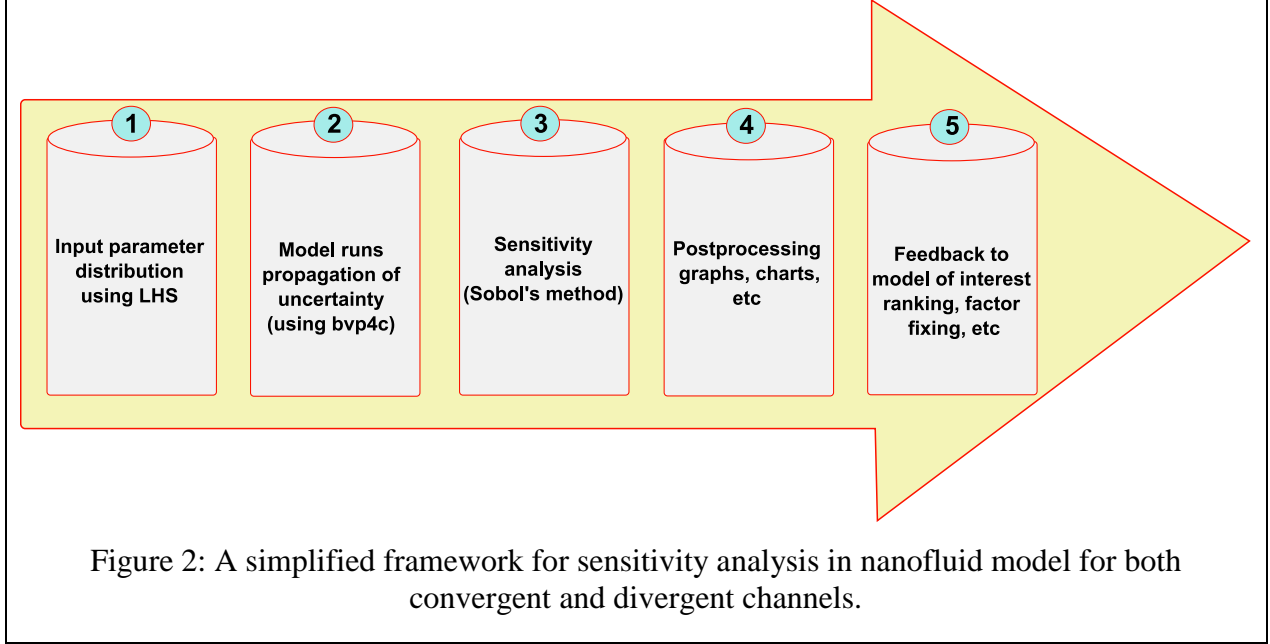 1
Input parameter
distribution
using LHS
2
Model runs
propagation of
uncertainty
(using bvp4c)
3
Sensitivity
analysis
(Sobol's method)
4
Postprocessing
graphs, charts,
etc
5
Feedback to
model of interest
ranking, factor
fixing, etc
Figure 2: A simplified framework for sensitivity analysis in nanofluid model for both
convergent and divergent channels.